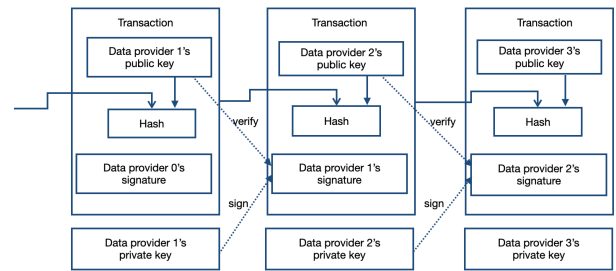 Transaction
Data provider 1's
public key
Hash
Data provider 0's
signature
Data provider 1's
private key
Transaction
Data provider 2's
public key
Hash
verify
Data provider 1's
signature
sign
Data provider 2's
private key
Transaction
Data provider 3's
public key
Hash
verify
Data provider 2's
signature
sign
Data provider 3's
private key